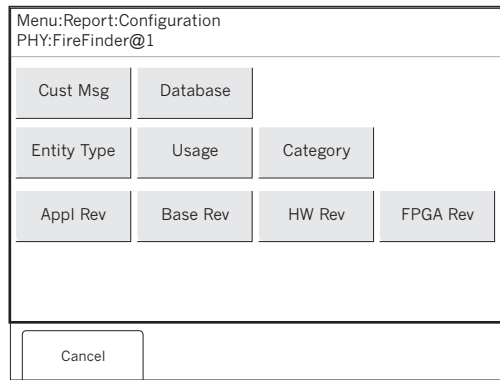 Menu:Report:Configuration
PHY:FireFinder@1
Cust Msg Database
Entity Type Usage Category
Appl Rev Base Rev HW Rev FPGA Rev
Cancel